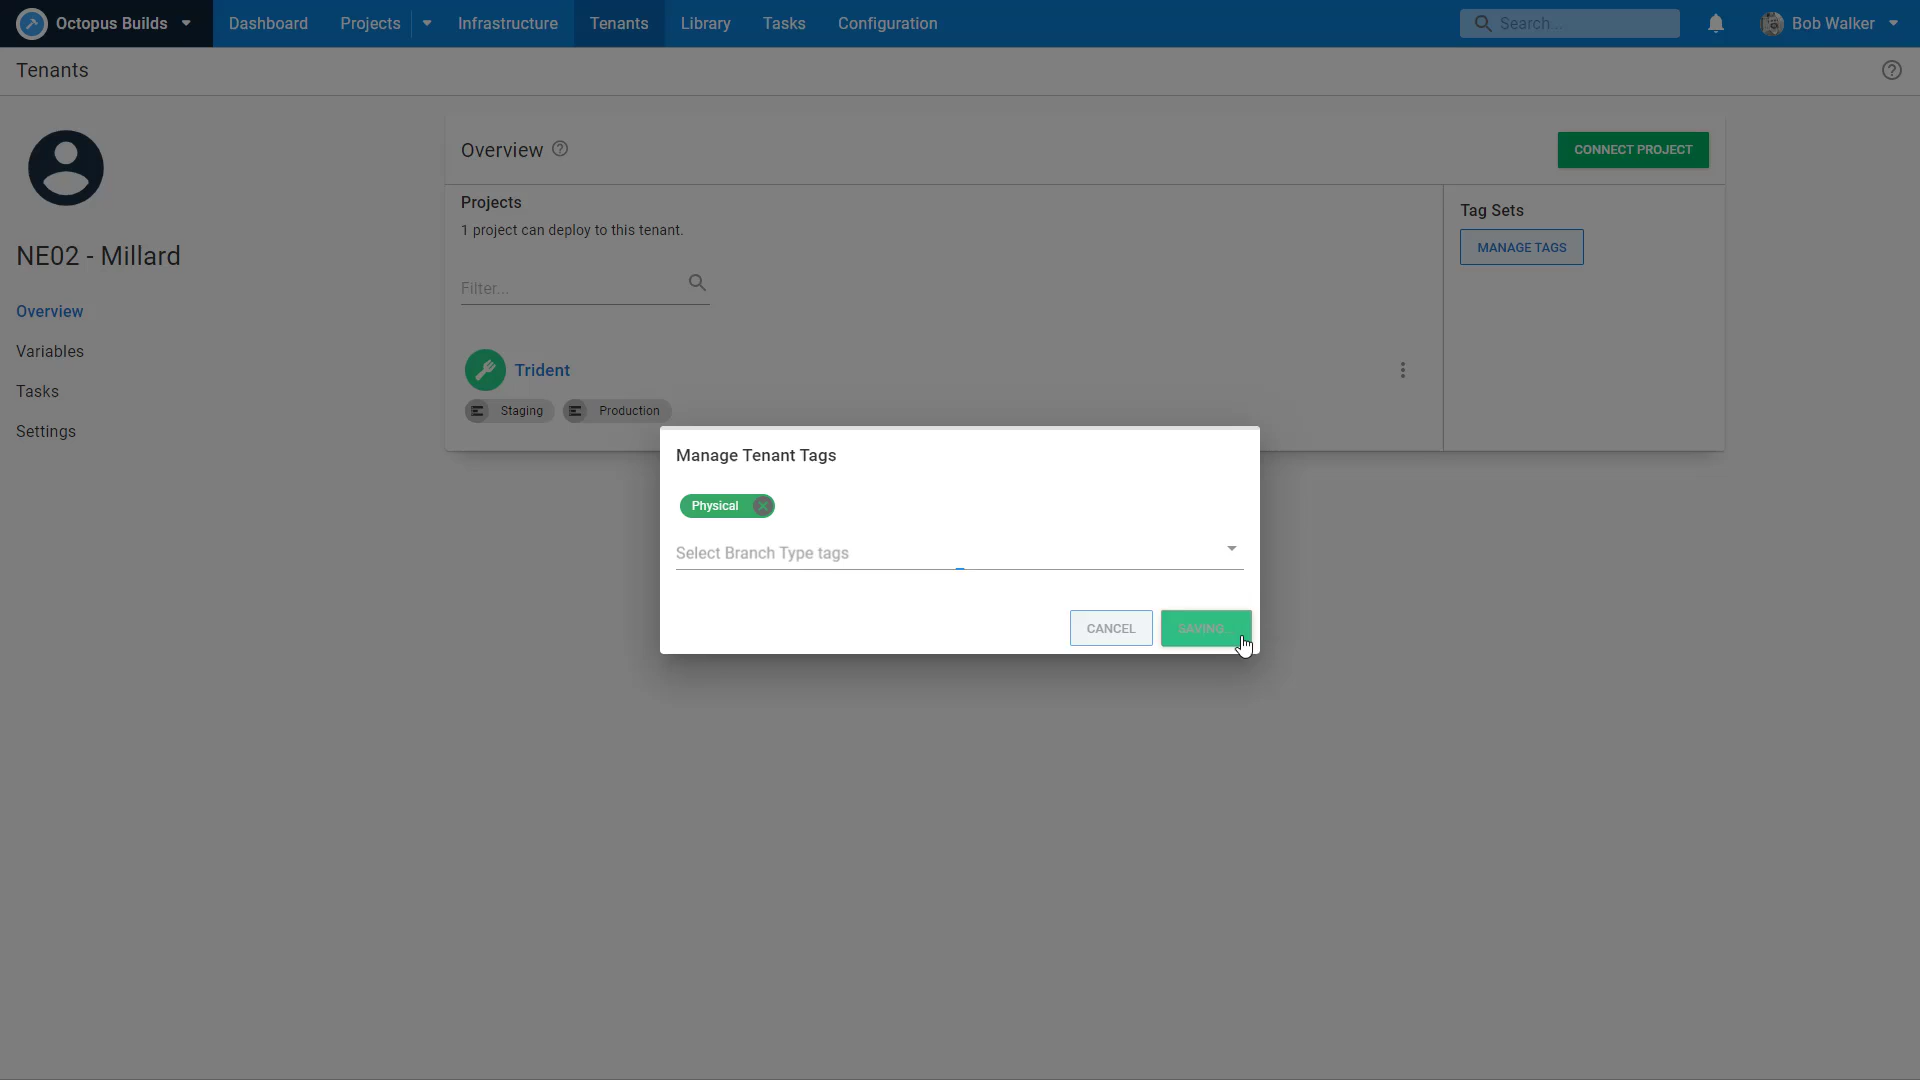 Octopus Builds
Dashboard
Projects
Infrastructure
Tenants
Library
Tasks
Configuration
Search...
Bob Walker
Tenants
NE02 - Millard
Overview
Variables
Tasks
Settings
Overview
CONNECT PROJECT
Projects
1 project can deploy to this tenant.
Filter...
Trident
Staging
Production
Tag Sets
MANAGE TAGS
Manage Tenant Tags
Physical
Select Branch Type tags
CANCEL
SAVING...